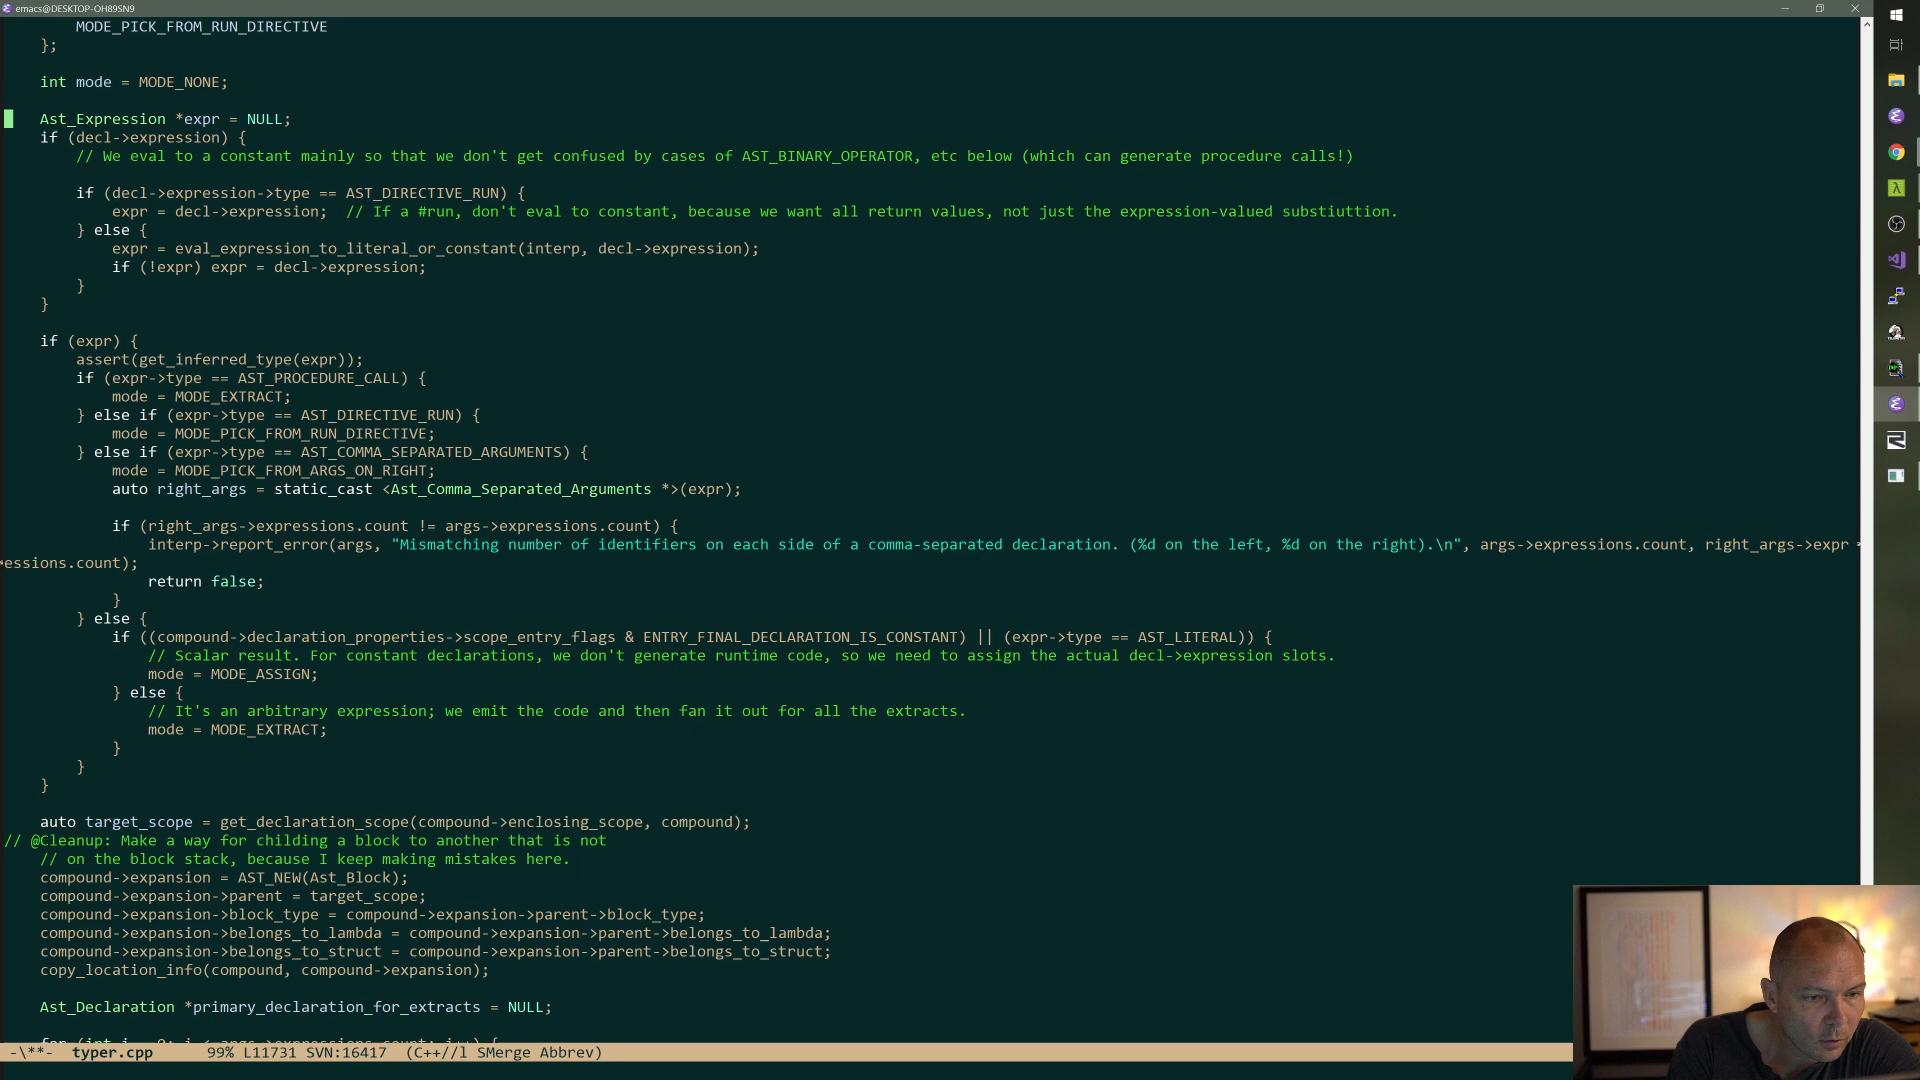 emacs@DESKTOP-OH89SN9
MODE_PICK_FROM_RUN_DIRECTIVE
};
int mode = MODE_NONE;
Ast_Expression *expr = NULL;
if (decl->expression) {
// We eval to a constant mainly so that we don't get confused by cases of AST_BINARY_OPERATOR, etc below (which can generate procedure calls!)
if (decl->expression->type == AST_DIRECTIVE_RUN) {
expr = decl->expression;  // If a #run, don't eval to constant, because we want all return values, not just the expression-valued substiuttion.
} else {
expr = eval_expression_to_literal_or_constant(interp, decl->expression);
if (!expr) expr = decl->expression;
}
}
if (expr) {
assert(get_inferred_type(expr));
if (expr->type == AST_PROCEDURE_CALL) {
mode = MODE_EXTRACT;
} else if (expr->type == AST_DIRECTIVE_RUN) {
mode = MODE_PICK_FROM_RUN_DIRECTIVE;
} else if (expr->type == AST_COMMA_SEPARATED_ARGUMENTS) {
mode = MODE_PICK_FROM_ARGS_ON_RIGHT;
auto right_args = static_cast <Ast_Comma_Separated_Arguments *>(expr);
if (right_args->expressions.count != args->expressions.count) {
interp->report_error(args, "Mismatching number of identifiers on each side of a comma-separated declaration. (%d on the left, %d on the right).\n", args->expressions.count, right_args->expr
essions.count);
return false;
}
} else {
if ((compound->declaration_properties->scope_entry_flags & ENTRY_FINAL_DECLARATION_IS_CONSTANT) || (expr->type == AST_LITERAL)) {
// Scalar result. For constant declarations, we don't generate runtime code, so we need to assign the actual decl->expression slots.
mode = MODE_ASSIGN;
} else {
// It's an arbitrary expression; we emit the code and then fan it out for all the extracts.
mode = MODE_EXTRACT;
}
}
}
auto target_scope = get_declaration_scope(compound->enclosing_scope, compound);
// @Cleanup: Make a way for childing a block to another that is not
// on the block stack, because I keep making mistakes here.
compound->expansion = AST_NEW(Ast_Block);
compound->expansion->parent = target_scope;
compound->expansion->block_type = compound->expansion->parent->block_type;
compound->expansion->belongs_to_lambda = compound->expansion->parent->belongs_to_lambda;
compound->expansion->belongs_to_struct = compound->expansion->parent->belongs_to_struct;
copy_location_info(compound, compound->expansion);
Ast_Declaration *primary_declaration_for_extracts = NULL;
for (int i = 0; i < args->expressions.count; i++) {
-\**-  typer.cpp      99% L11731 SVN:16417  (C++//l SMerge Abbrev)